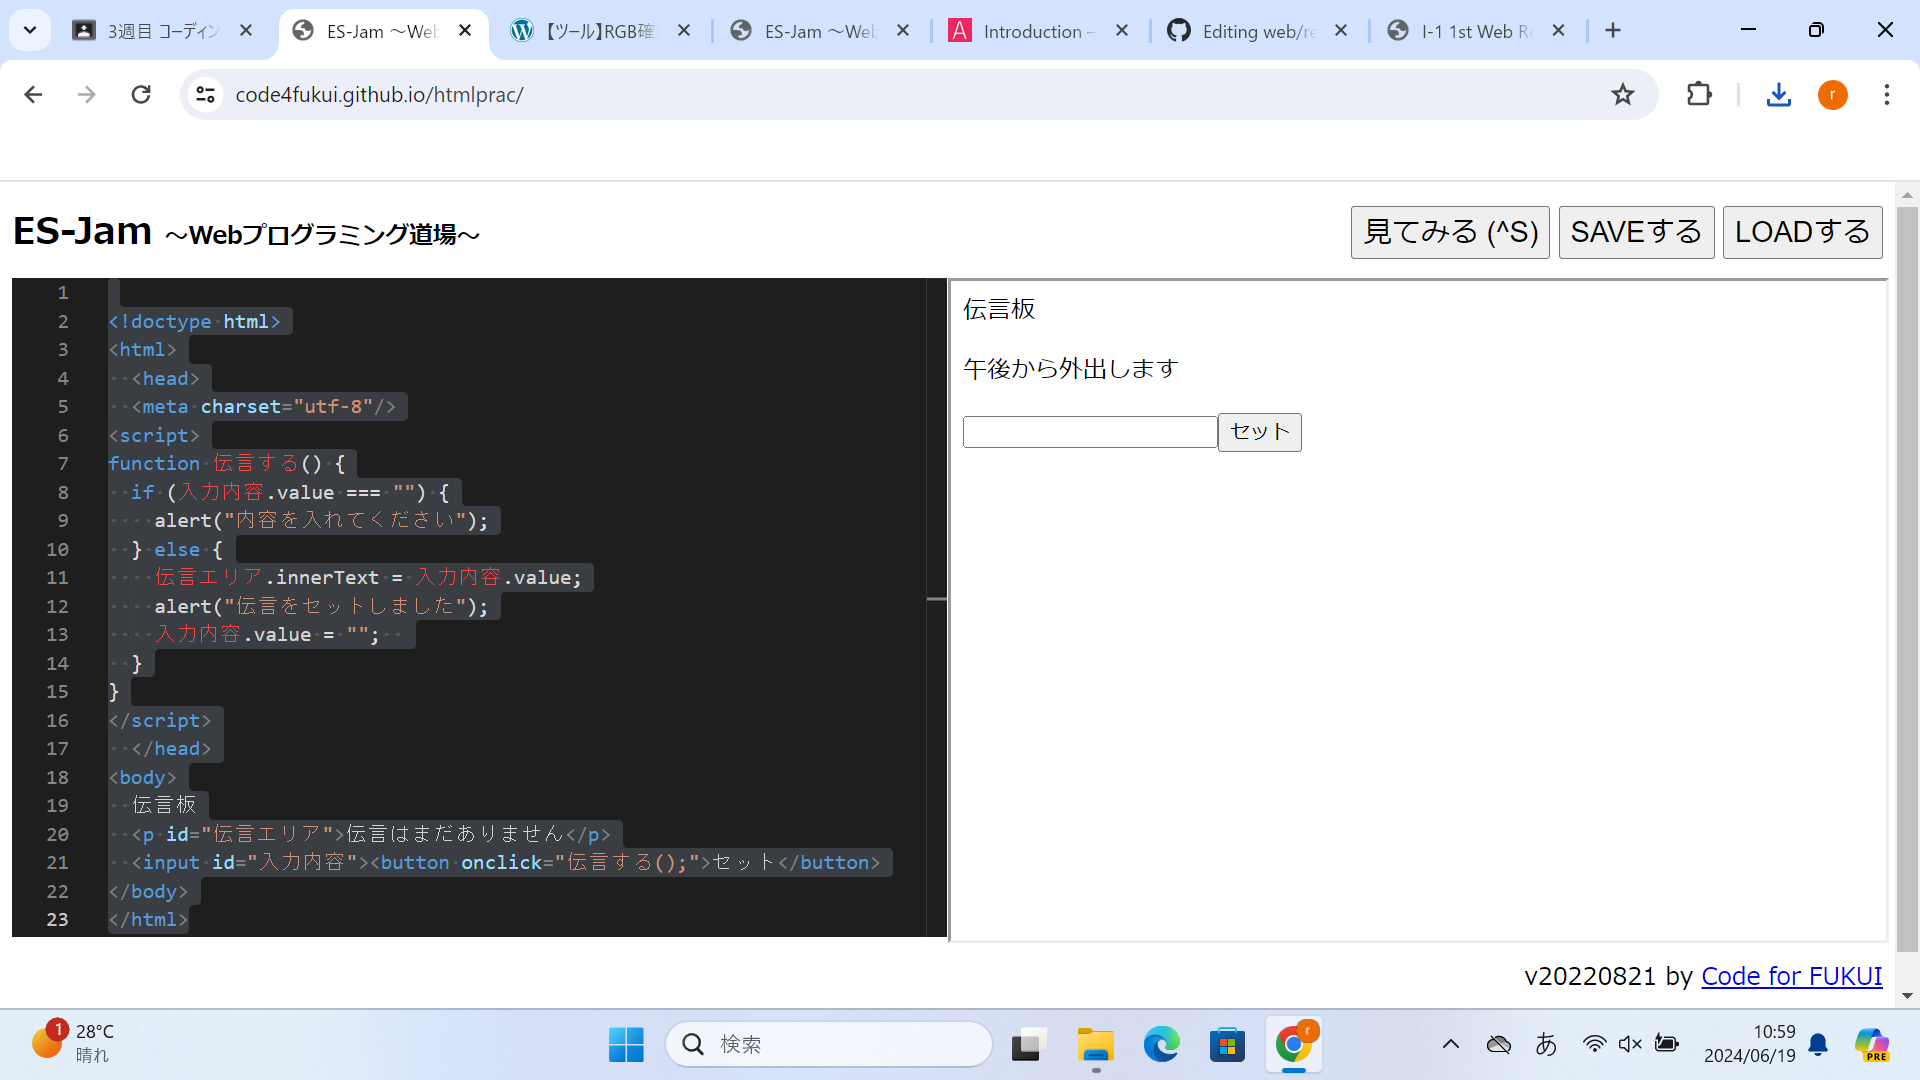 3週目 コーディン
ES-Jam ～Web
【ツール】RGB確
ES-Jam ～Web
Introduction -
Editing web/re
I-1 1st Web Re
code4fukui.github.io/htmlprac/
r
ES-Jam ～Webプログラミング道場～
見てみる (^S)
SAVEする
LOADする
1
2 <!doctype html>
3 <html>
4 <head>
5 <meta charset="utf-8"/>
6 <script>
7 function 伝言する() {
8 if (入力内容.value === "") {
9 alert("内容を入れてください");
10 } else {
11 伝言エリア.innerText = 入力内容.value;
12 alert("伝言をセットしました");
13 入力内容.value = "";
14 }
15 }
16 </script>
17 </head>
18 <body>
19 伝言板
20 <p id="伝言エリア">伝言はまだありません</p>
21 <input id="入力内容"><button onclick="伝言する();">セット</button>
22 </body>
23 </html>
伝言板
午後から外出します
セット
v20220821 by Code for FUKUI
1
28°C
晴れ
検索
r
あ
10:59
2024/06/19
PRE